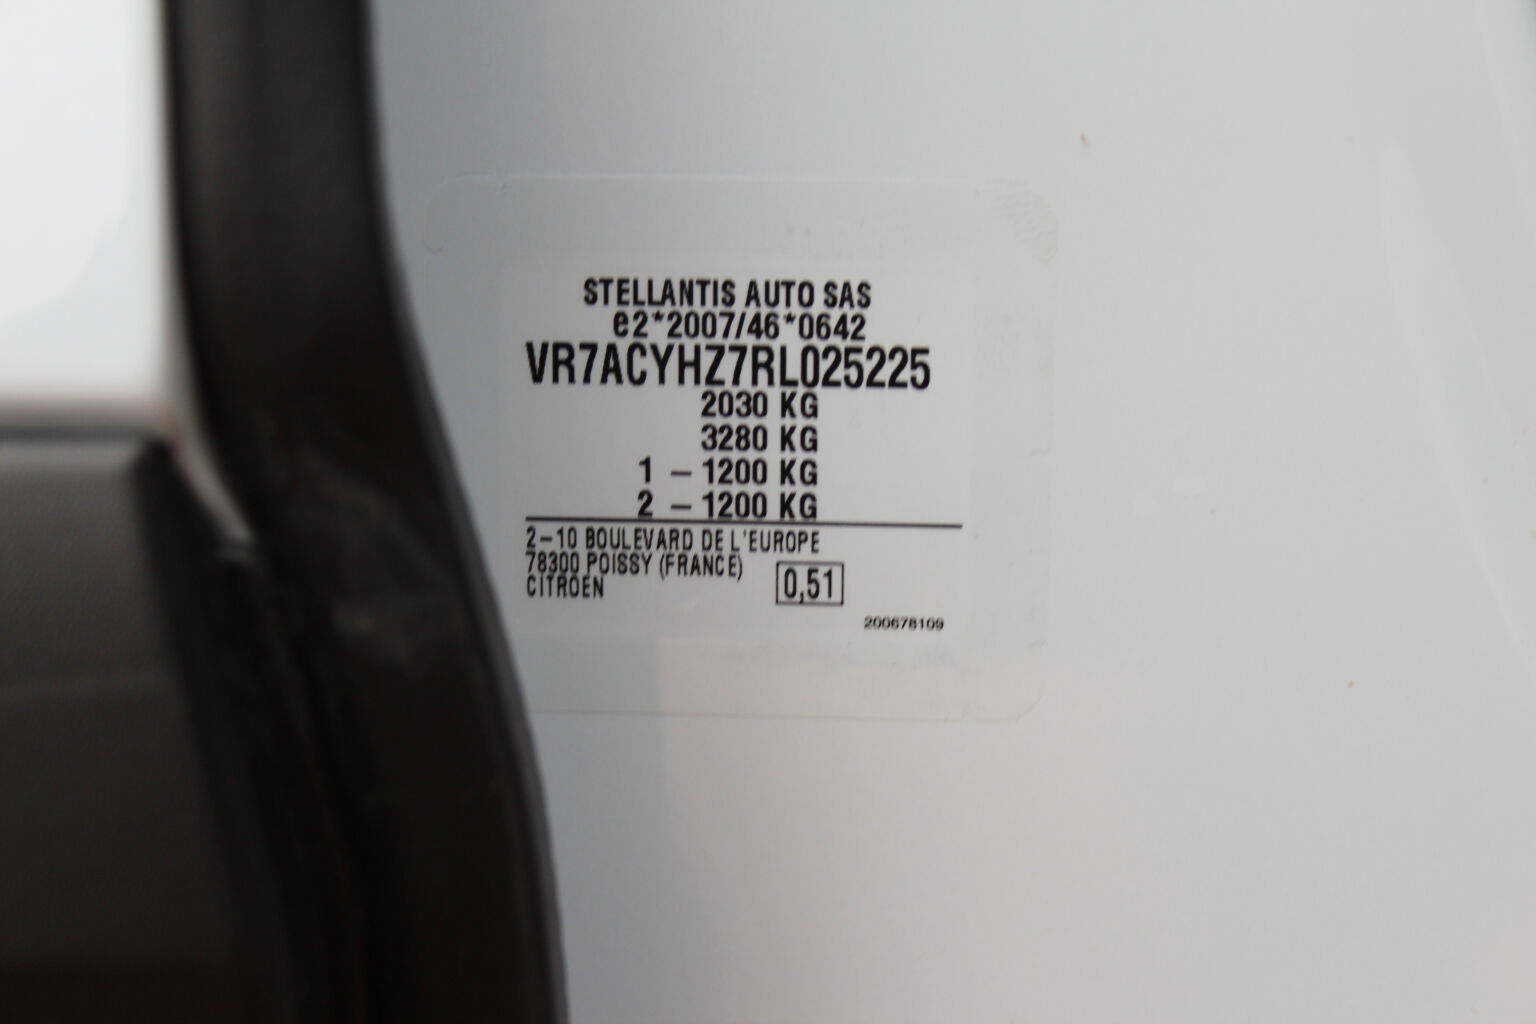 STELLANTIS AUTO SAS
e2*2007/46*0642
VR7ACYHZ7RL025225
2030 KG
3280 KG
1 – 1200 KG
2 – 1200 KG
2–10 BOULEVARD DE L'EUROPE
78300 POISSY (FRANCE)
CITROEN
0,51
200678109